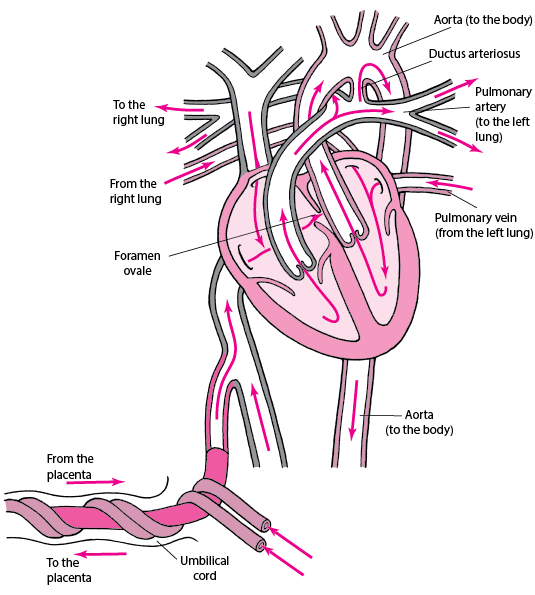 Aorta (to the body)
Ductus arteriosus
Pulmonary
artery
(to the left
lung)
To the
right lung
From the
right lung
Pulmonary vein
(from the left lung)
Foramen
ovale
Aorta
(to the body)
From the
placenta
To the
placenta
Umbilical
cord